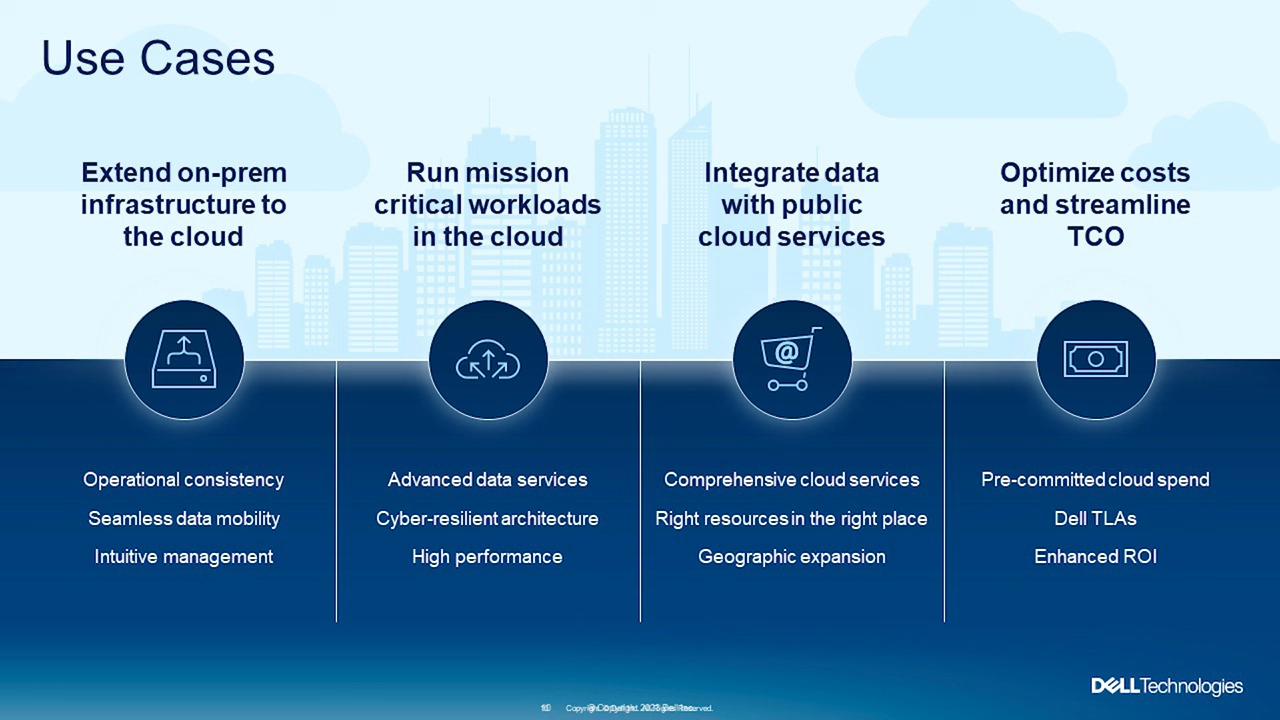 Use Cases
Extend on-prem
infrastructure to
the cloud
Run mission
critical workloads
in the cloud
Integrate data
with public
cloud services
Optimize costs
and streamline
TCO
@
Operational consistency
Seamless data mobility
Intuitive management
Advanced data services
Cyber-resilient architecture
High performance
Comprehensive cloud services
Right resources in the right place
Geographic expansion
Pre-committed cloud spend
Dell TLAs
Enhanced ROI
DELLTechnologies
Copyright Reserved.